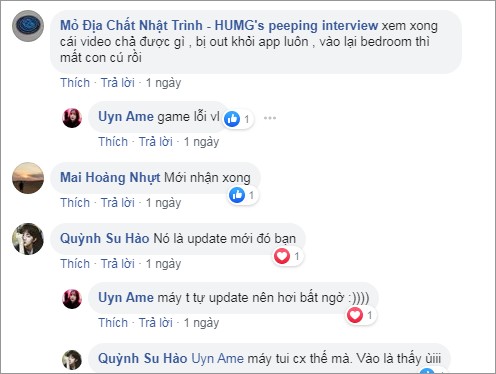 Mỏ Địa Chất Nhật Trình - HUMG's peeping interview xem xong
cái video chả được gì , bị out khỏi app luôn , vào lại bedroom thì
mất con cú rồi
Thích · Trả lời · 1 ngày
Uyn Ame game lỗi vl
1
Thích · Trả lời · 1 ngày
Mai Hoảng Nhựt Mới nhận xong
1
Thích · Trả lời · 1 ngày
Quỳnh Su Hào Nó là update mới đó bạn
1
Thích · Trả lời · 1 ngày
Uyn Ame máy t tự update nên hơi bất ngờ :))))
1
Thích · Trả lời · 1 ngày
Quỳnh Su Hào Uyn Ame máy tui cx thế mà. Vào là thấy ùiii